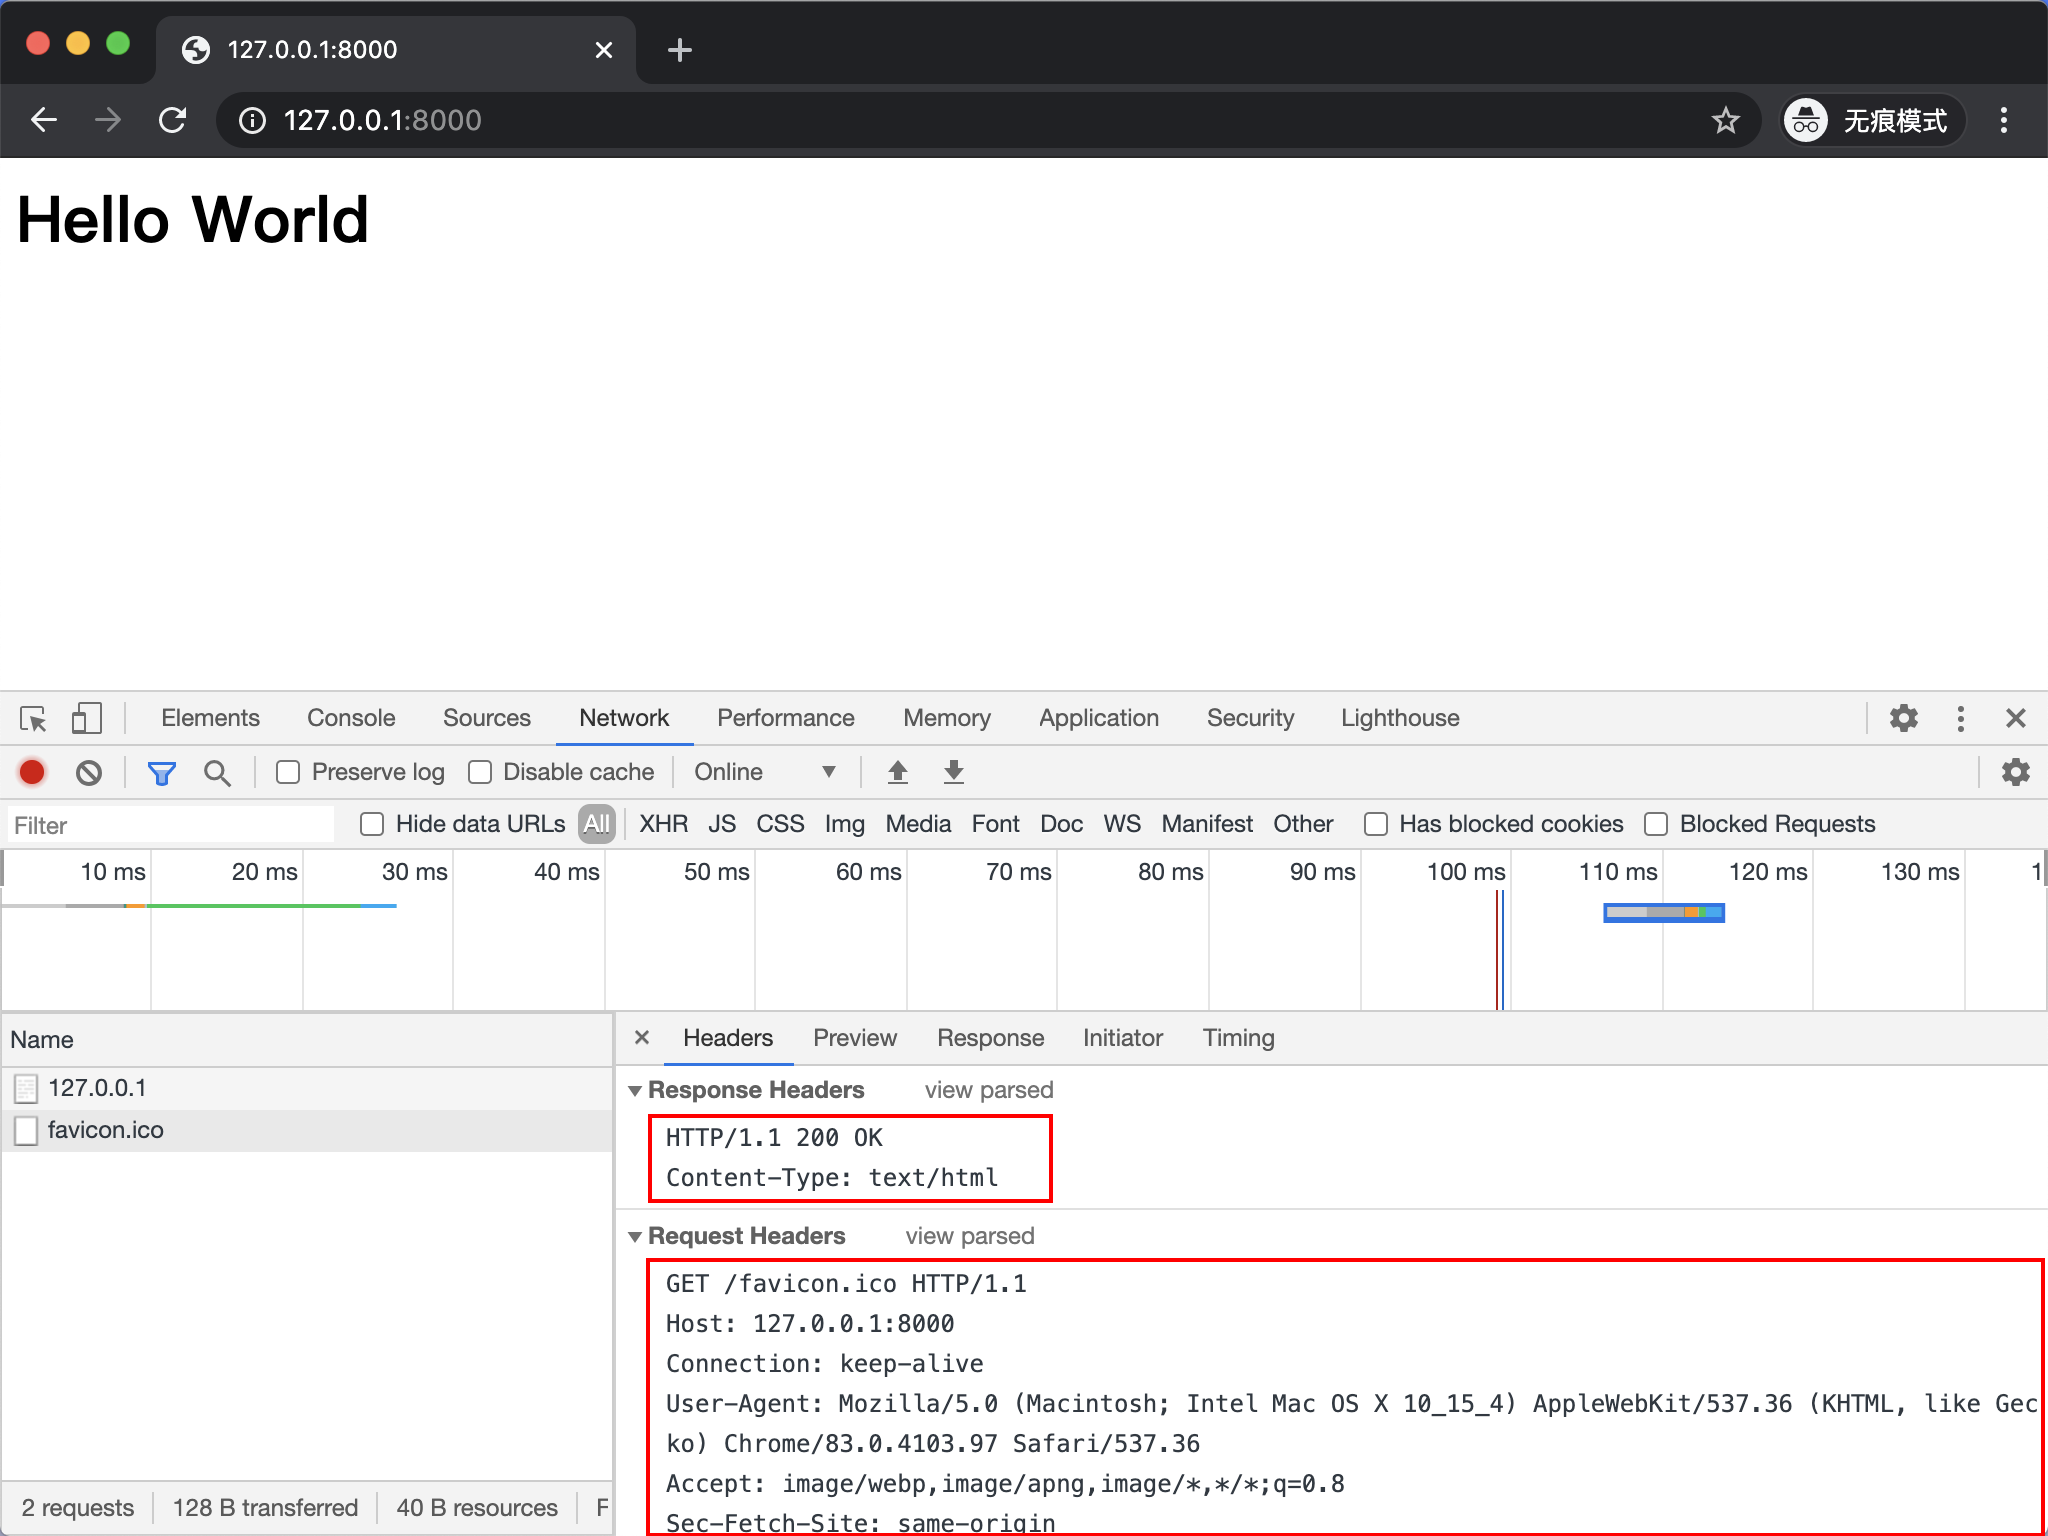 127.0.0.1:8000
127.0.0.1:8000
无痕模式
Hello World
Elements Console Sources Network Performance Memory Application Security Lighthouse
Preserve log Disable cache Online
Filter Hide data URLs All XHR JS CSS Img Media Font Doc WS Manifest Other Has blocked cookies Blocked Requests
10 ms 20 ms 30 ms 40 ms 50 ms 60 ms 70 ms 80 ms 90 ms 100 ms 110 ms 120 ms 130 ms 1
Name
127.0.0.1
favicon.ico
2 requests 128 B transferred 40 B resources F
Headers Preview Response Initiator Timing
Response Headers view parsed
HTTP/1.1 200 OK
Content-Type: text/html
Request Headers view parsed
GET /favicon.ico HTTP/1.1
Host: 127.0.0.1:8000
Connection: keep-alive
User-Agent: Mozilla/5.0 (Macintosh; Intel Mac OS X 10_15_4) AppleWebKit/537.36 (KHTML, like Gec
ko) Chrome/83.0.4103.97 Safari/537.36
Accept: image/webp,image/apng,image/*,*/*;q=0.8
Sec-Fetch-Site: same-origin